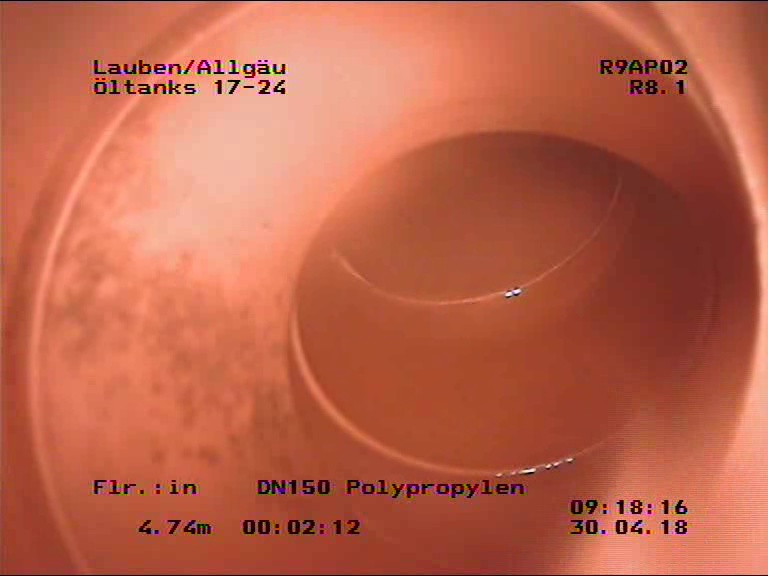 Lauben/Allgäu
Öltanks 17-24
R9AP02
R8.1
Flr.:in DN150 Polypropylen
4.74m 00:02:12
09:18:16
30.04.18